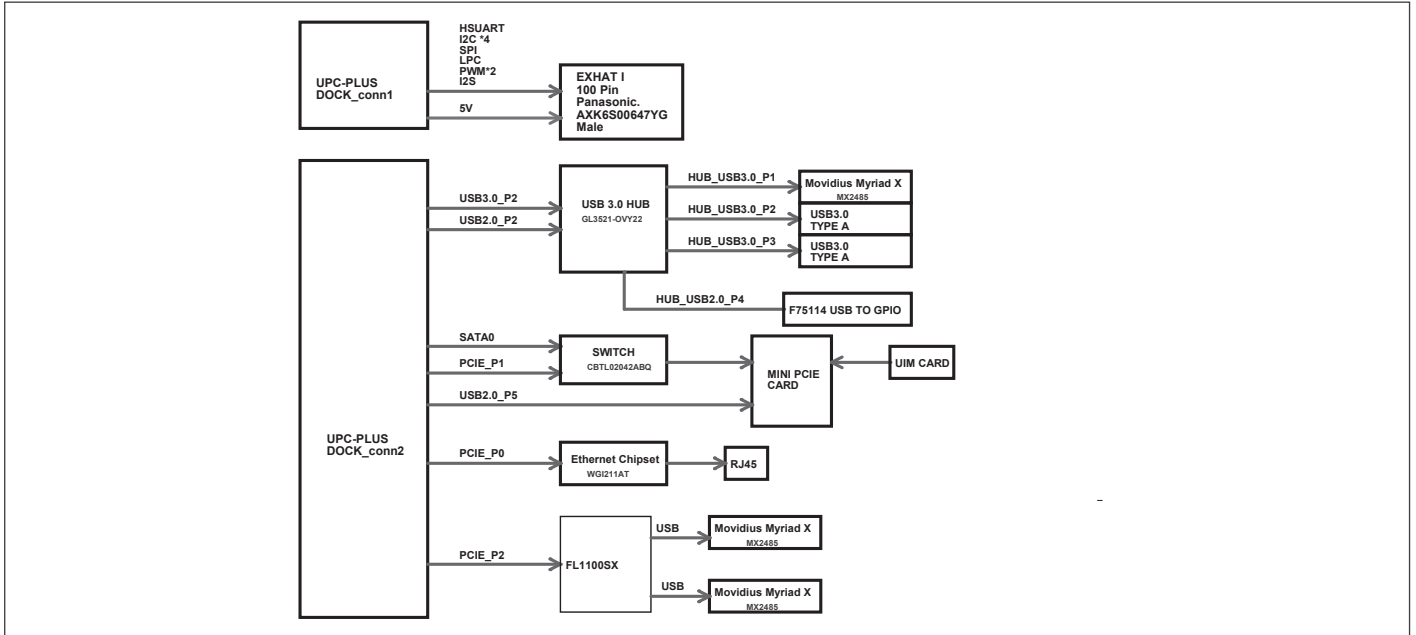 HSUART
I2C *4
SPI
LPC
PWM*2
I2S
UPC-PLUS
DOCK_conn1
5V
EXHAT I
100 Pin
Panasonic.
AXK6S00647YG
Male
USB3.0_P2
USB2.0_P2
USB 3.0 HUB
GL3521-OVY22
HUB_USB3.0_P1
HUB_USB3.0_P2
HUB_USB3.0_P3
Movidius Myriad X
MX2485
USB3.0
TYPE A
USB3.0
TYPE A
HUB_USB2.0_P4
F75114 USB TO GPIO
SATA0
PCIE_P1
USB2.0_P5
SWITCH
CBTL02042ABQ
MINI PCIE
CARD
UIM CARD
UPC-PLUS
DOCK_conn2
PCIE_P0
Ethernet Chipset
WGI211AT
RJ45
PCIE_P2
FL1100SX
USB
Movidius Myriad X
MX2485
USB
Movidius Myriad X
MX2485